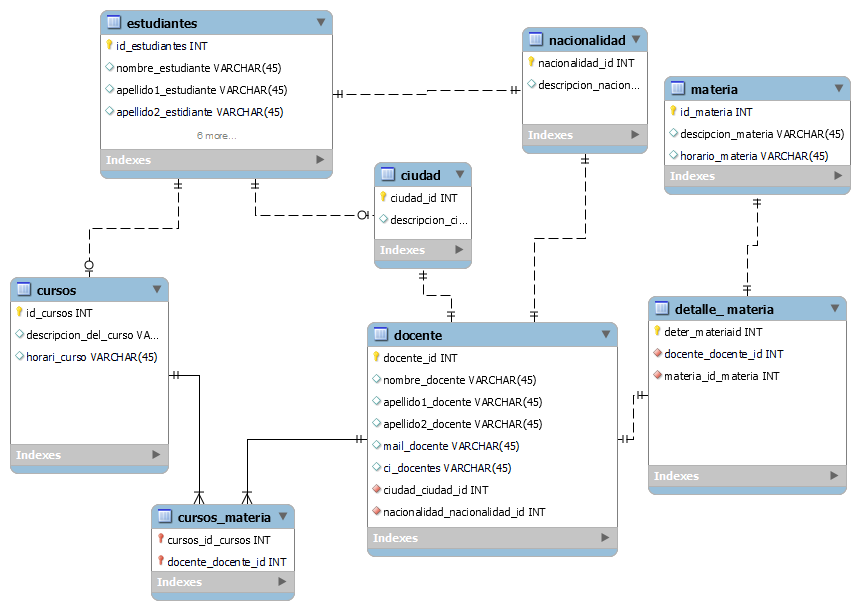 estudiantes
id_estudiantes INT
nombre_estudiante VARCHAR(45)
apellido1_estudiante VARCHAR(45)
apellido2_estidiante VARCHAR(45)
6 more...
Indexes
nacionalidad
nacionalidad_id INT
descripcion_nacion...
Indexes
materia
id_materia INT
descipcion_materia VARCHAR(45)
horario_materia VARCHAR(45)
Indexes
ciudad
ciudad_id INT
descripcion_ci...
Indexes
cursos
id_cursos INT
descripcion_del_curso VA...
horari_curso VARCHAR(45)
Indexes
docente
docente_id INT
nombre_docente VARCHAR(45)
apellido1_docente VARCHAR(45)
apellido2_docente VARCHAR(45)
mail_docente VARCHAR(45)
ci_docentes VARCHAR(45)
ciudad_ciudad_id INT
nacionalidad_nacionalidad_id INT
Indexes
detalle_ materia
deter_materiaid INT
docente_docente_id INT
materia_id_materia INT
Indexes
cursos_materia
cursos_id_cursos INT
docente_docente_id INT
Indexes